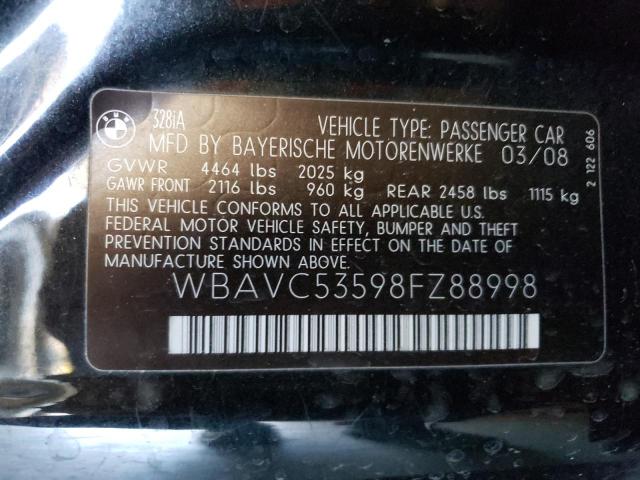 BMW
328iA
VEHICLE TYPE: PASSENGER CAR
MFD BY BAYERISCHE MOTORENWERKE 03/08
GVWR 4464 lbs 2025 kg
GAWR FRONT 2116 lbs 960 kg REAR 2458 lbs 1115 kg
THIS VEHICLE CONFORMS TO ALL APPLICABLE U.S.
FEDERAL MOTOR VEHICLE SAFETY, BUMPER AND THEFT
PREVENTION STANDARDS IN EFFECT ON THE DATE OF
MANUFACTURE SHOWN ABOVE.
WBAVC53598FZ88998
2 122 606